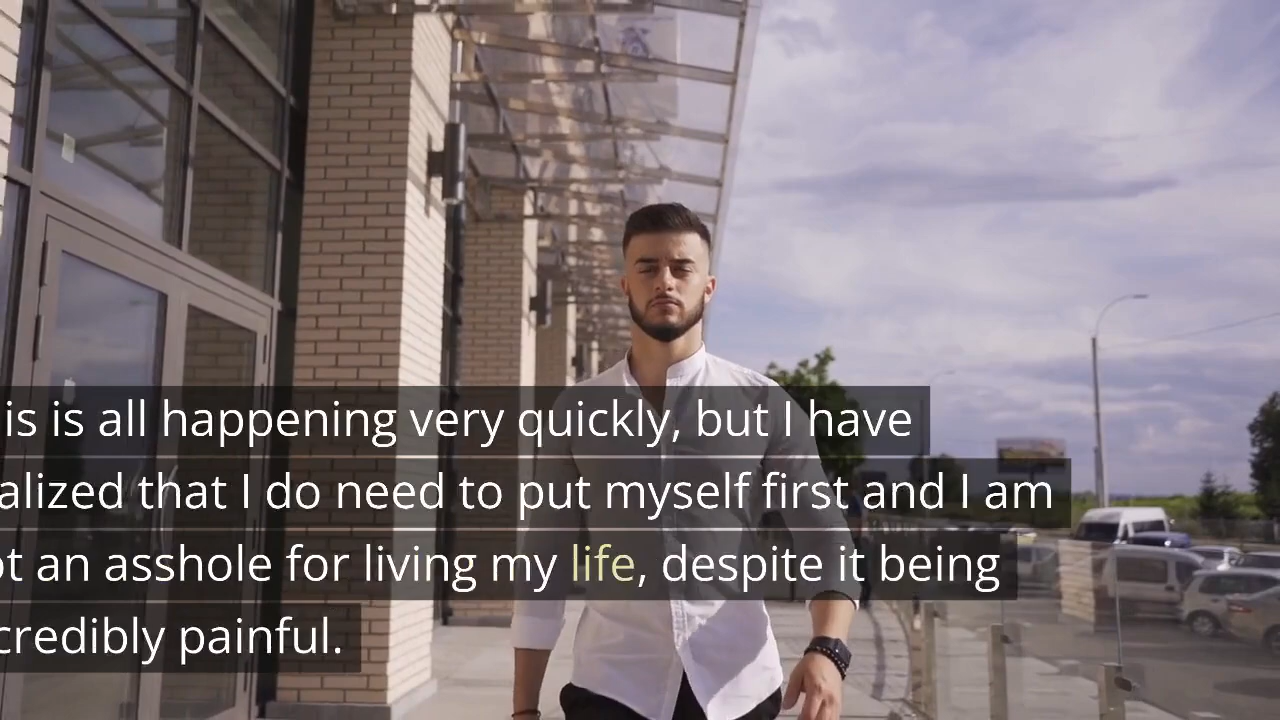 is is all happening very quickly, but I have
alized that I do need to put myself first and I am
ot an asshole for living my life, despite it being
credibly painful.